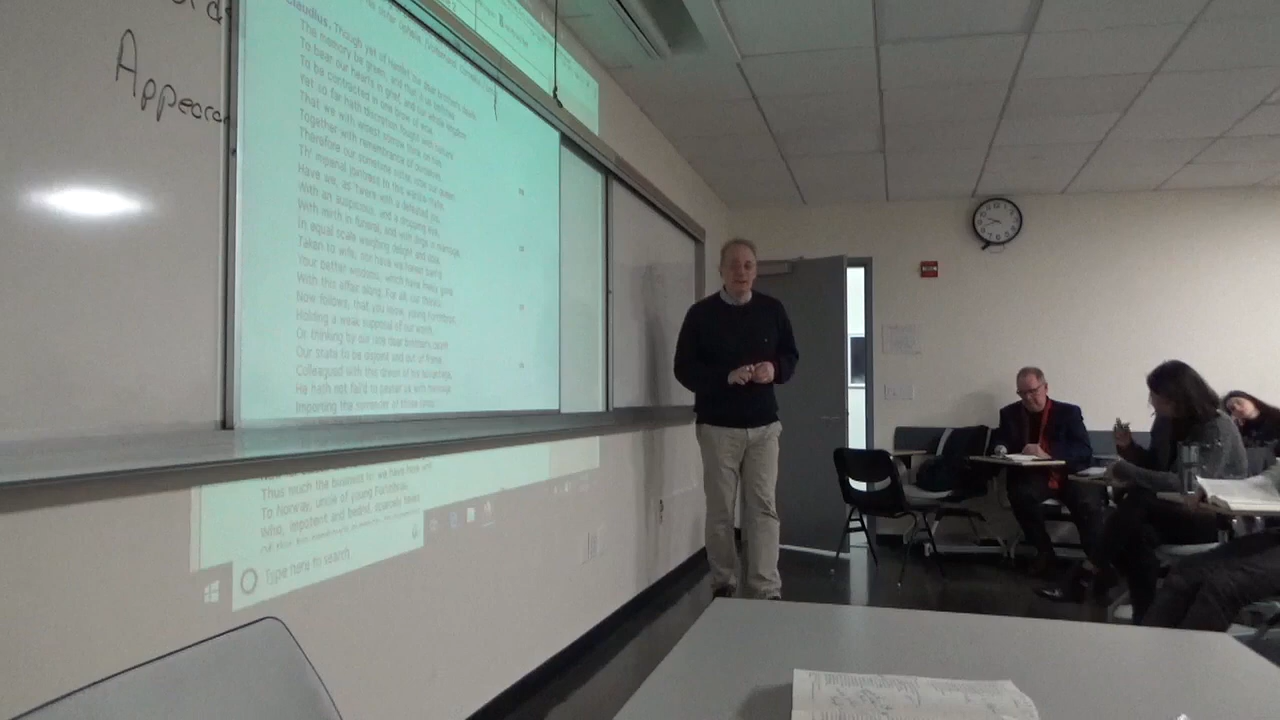 Appear
Claudius. Though yet of Hamlet our dear brother's death
The memory be green, and that it us befitted
To bear our hearts in grief, and our whole kingdom
To be contracted in one brow of woe,
Yet so far hath discretion fought with nature
That we with wisest sorrow think on him
Together with remembrance of ourselves.
Therefore our sometime sister, now our queen,
Th' imperial jointress to this warlike state,
Have we, as 'twere with a defeated joy,
With an auspicious, and a dropping eye,
With mirth in funeral, and with dirge in marriage,
In equal scale weighing delight and dole,
Taken to wife; nor have we herein barr'd
Your better wisdoms, which have freely gone
With this affair along. For all, our thanks.
Now follows, that you know, young Fortinbras,
Holding a weak supposal of our worth,
Or thinking by our late dear brother's death
Our state to be disjoint and out of frame,
Colleagued with this dream of his advantage,
He hath not fail'd to pester us with message
Importing the surrender of those lands
Thus much the business is: we have here writ
To Norway, uncle of young Fortinbras,
Who, impotent and bedrid, scarcely hears
Type here to search